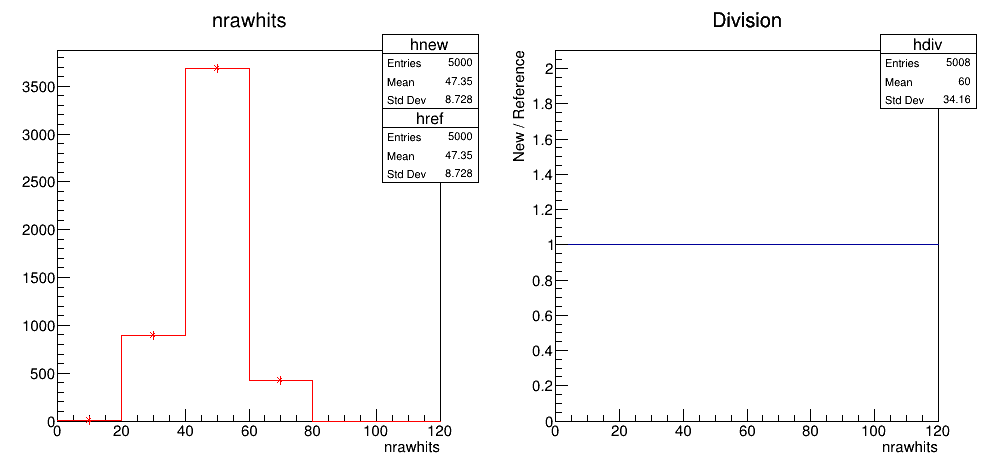 nrawhits
hnew
Entries 5000
Mean 47.35
Std Dev 8.728
href
Entries 5000
Mean 47.35
Std Dev 8.728
3500
3000
2500
2000
1500
1000
500
0
0 20 40 60 80 100 120
nrawhits
Division
hdiv
Entries 5008
Mean 60
Std Dev 34.16
New / Reference
2
1.8
1.6
1.4
1.2
1
0.8
0.6
0.4
0.2
0
0 20 40 60 80 100 120
nrawhits